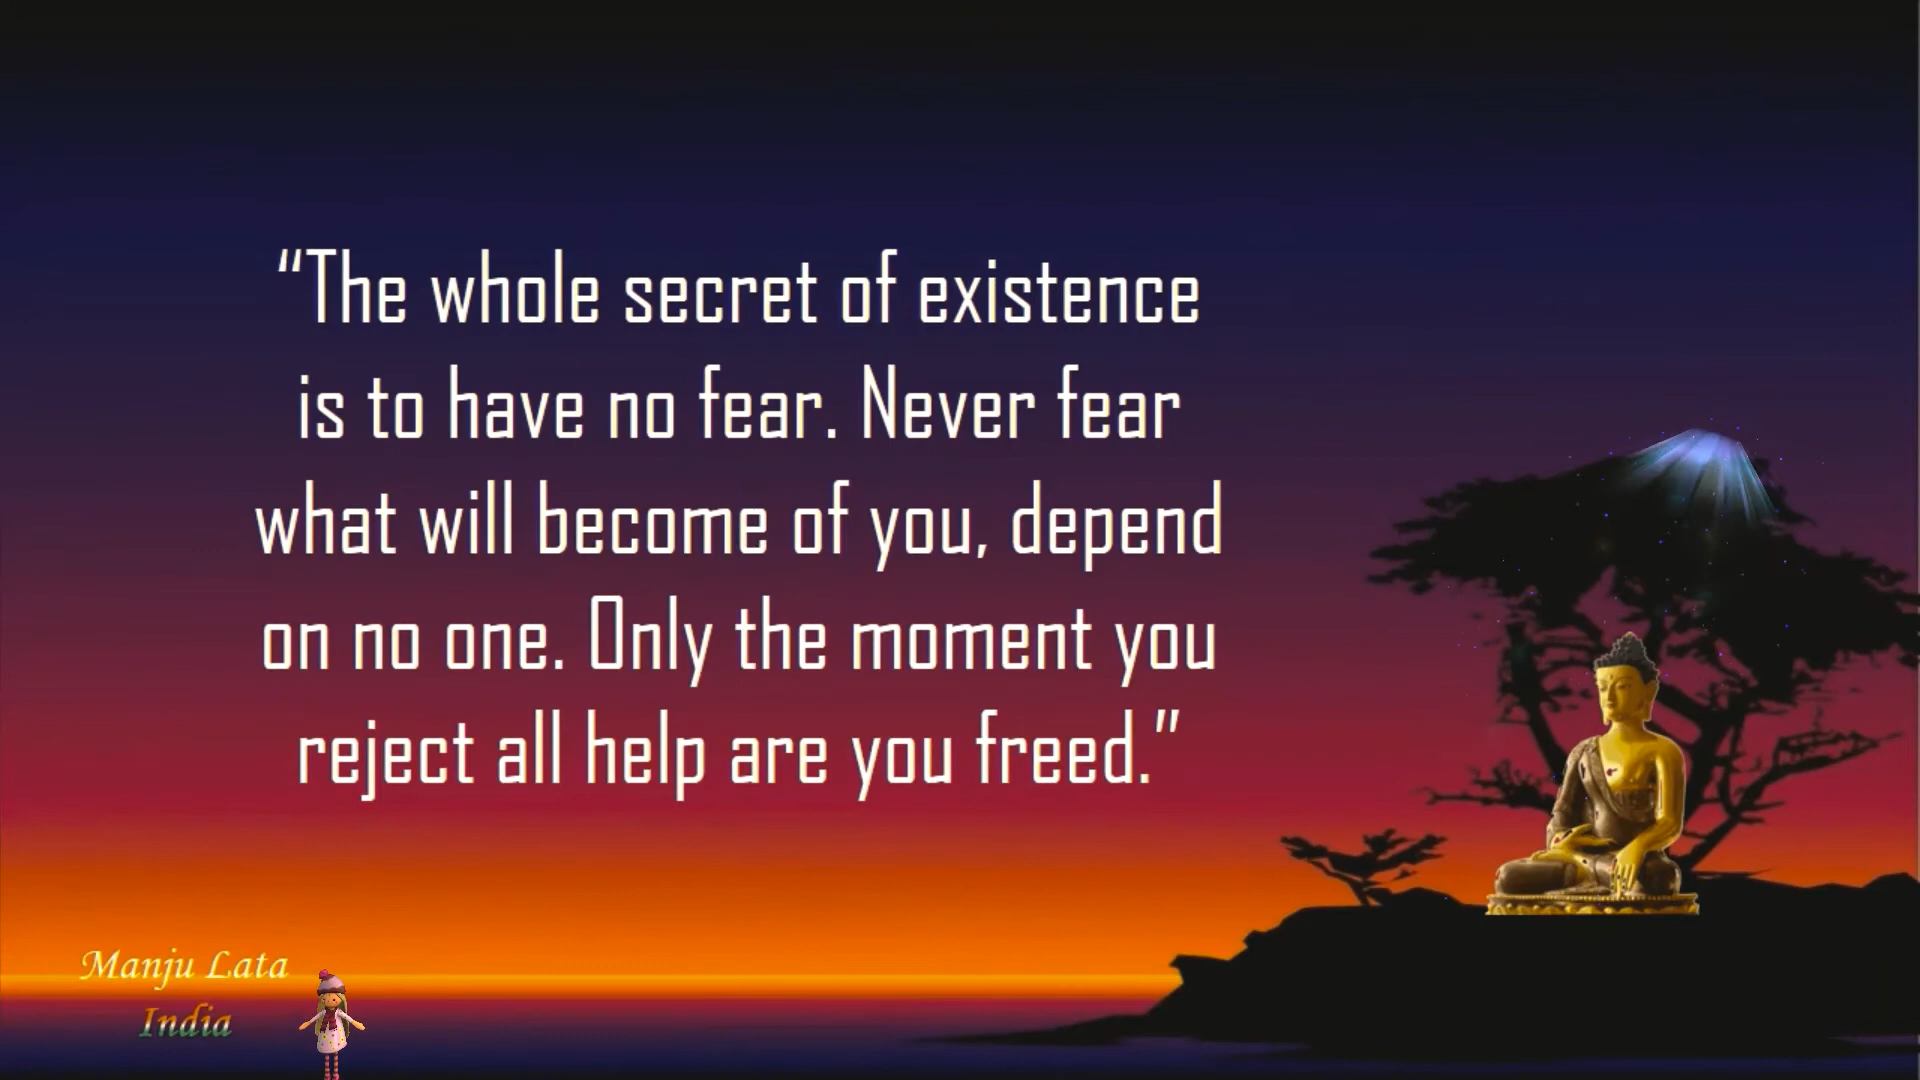 “The whole secret of existence
is to have no fear. Never fear
what will become of you, depend
on no one. Only the moment you
reject all help are you freed.”
Manju Lata
India